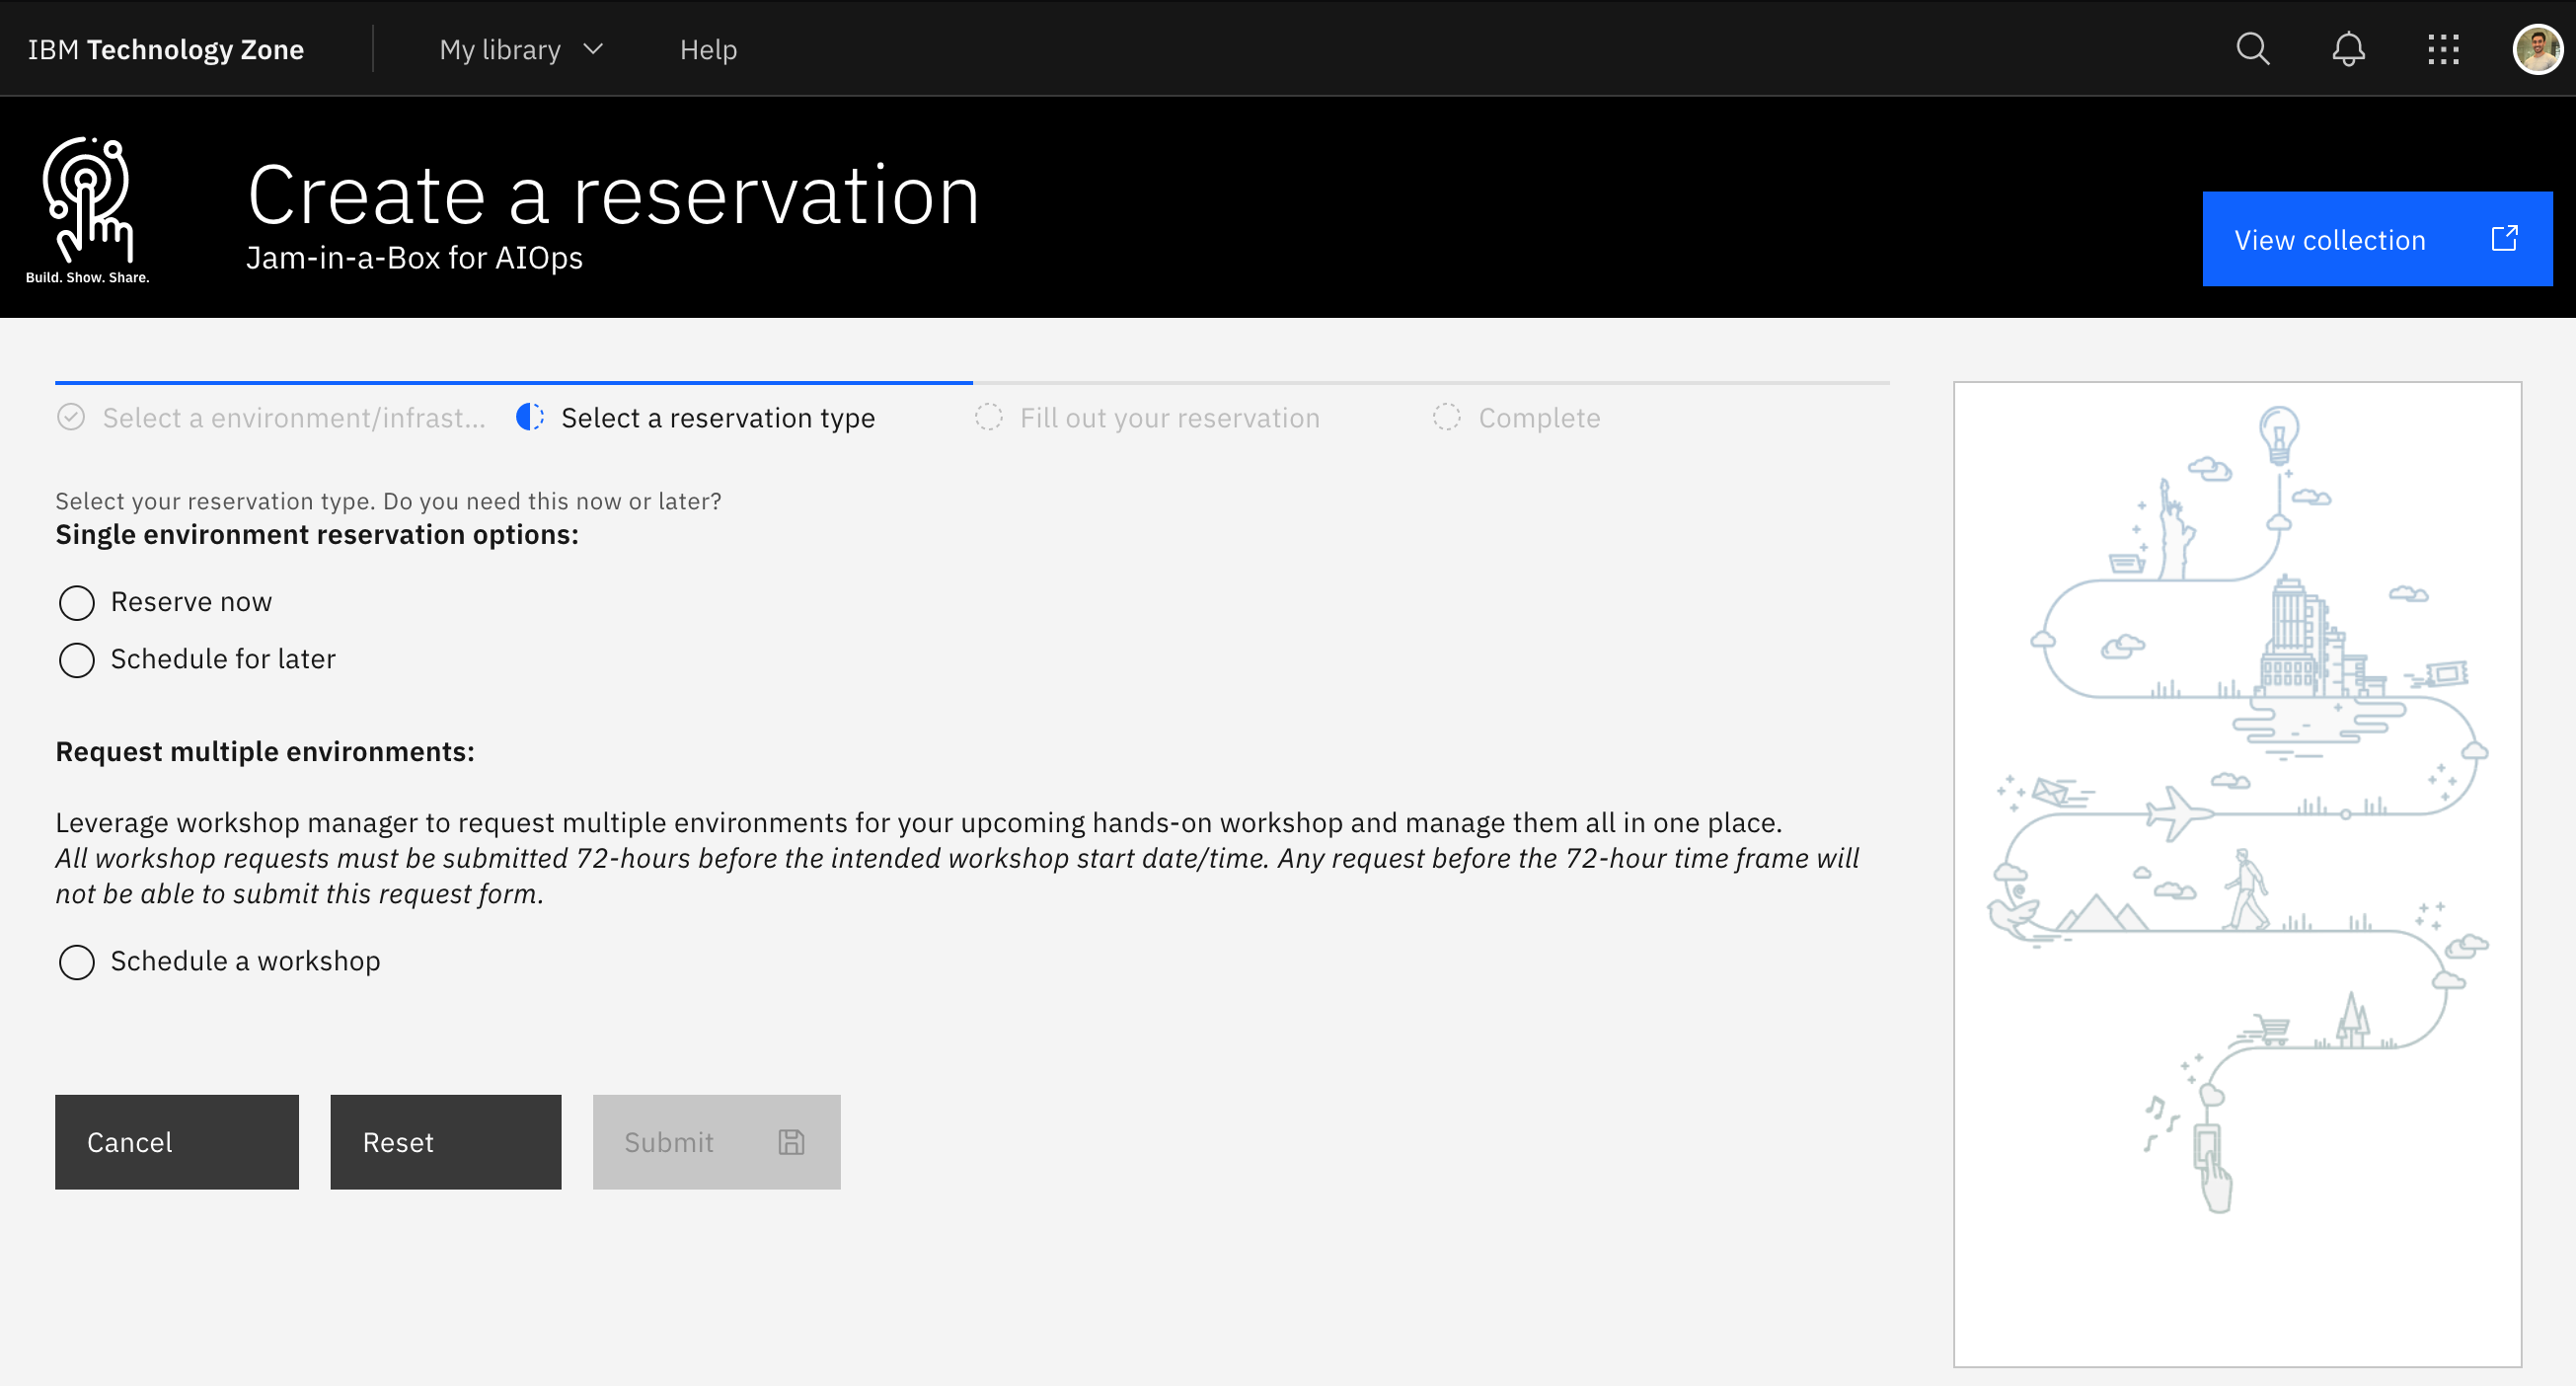 IBM Technology Zone
My library
Help
Build. Show. Share.
Create a reservation
Jam-in-a-Box for AIOps
View collection
Select a environment/infrast...
Select a reservation type
Fill out your reservation
Complete
Select your reservation type. Do you need this now or later?
Single environment reservation options:
Reserve now
Schedule for later
Request multiple environments:
Leverage workshop manager to request multiple environments for your upcoming hands-on workshop and manage them all in one place.
All workshop requests must be submitted 72-hours before the intended workshop start date/time. Any request before the 72-hour time frame will
not be able to submit this request form.
Schedule a workshop
Cancel
Reset
Submit